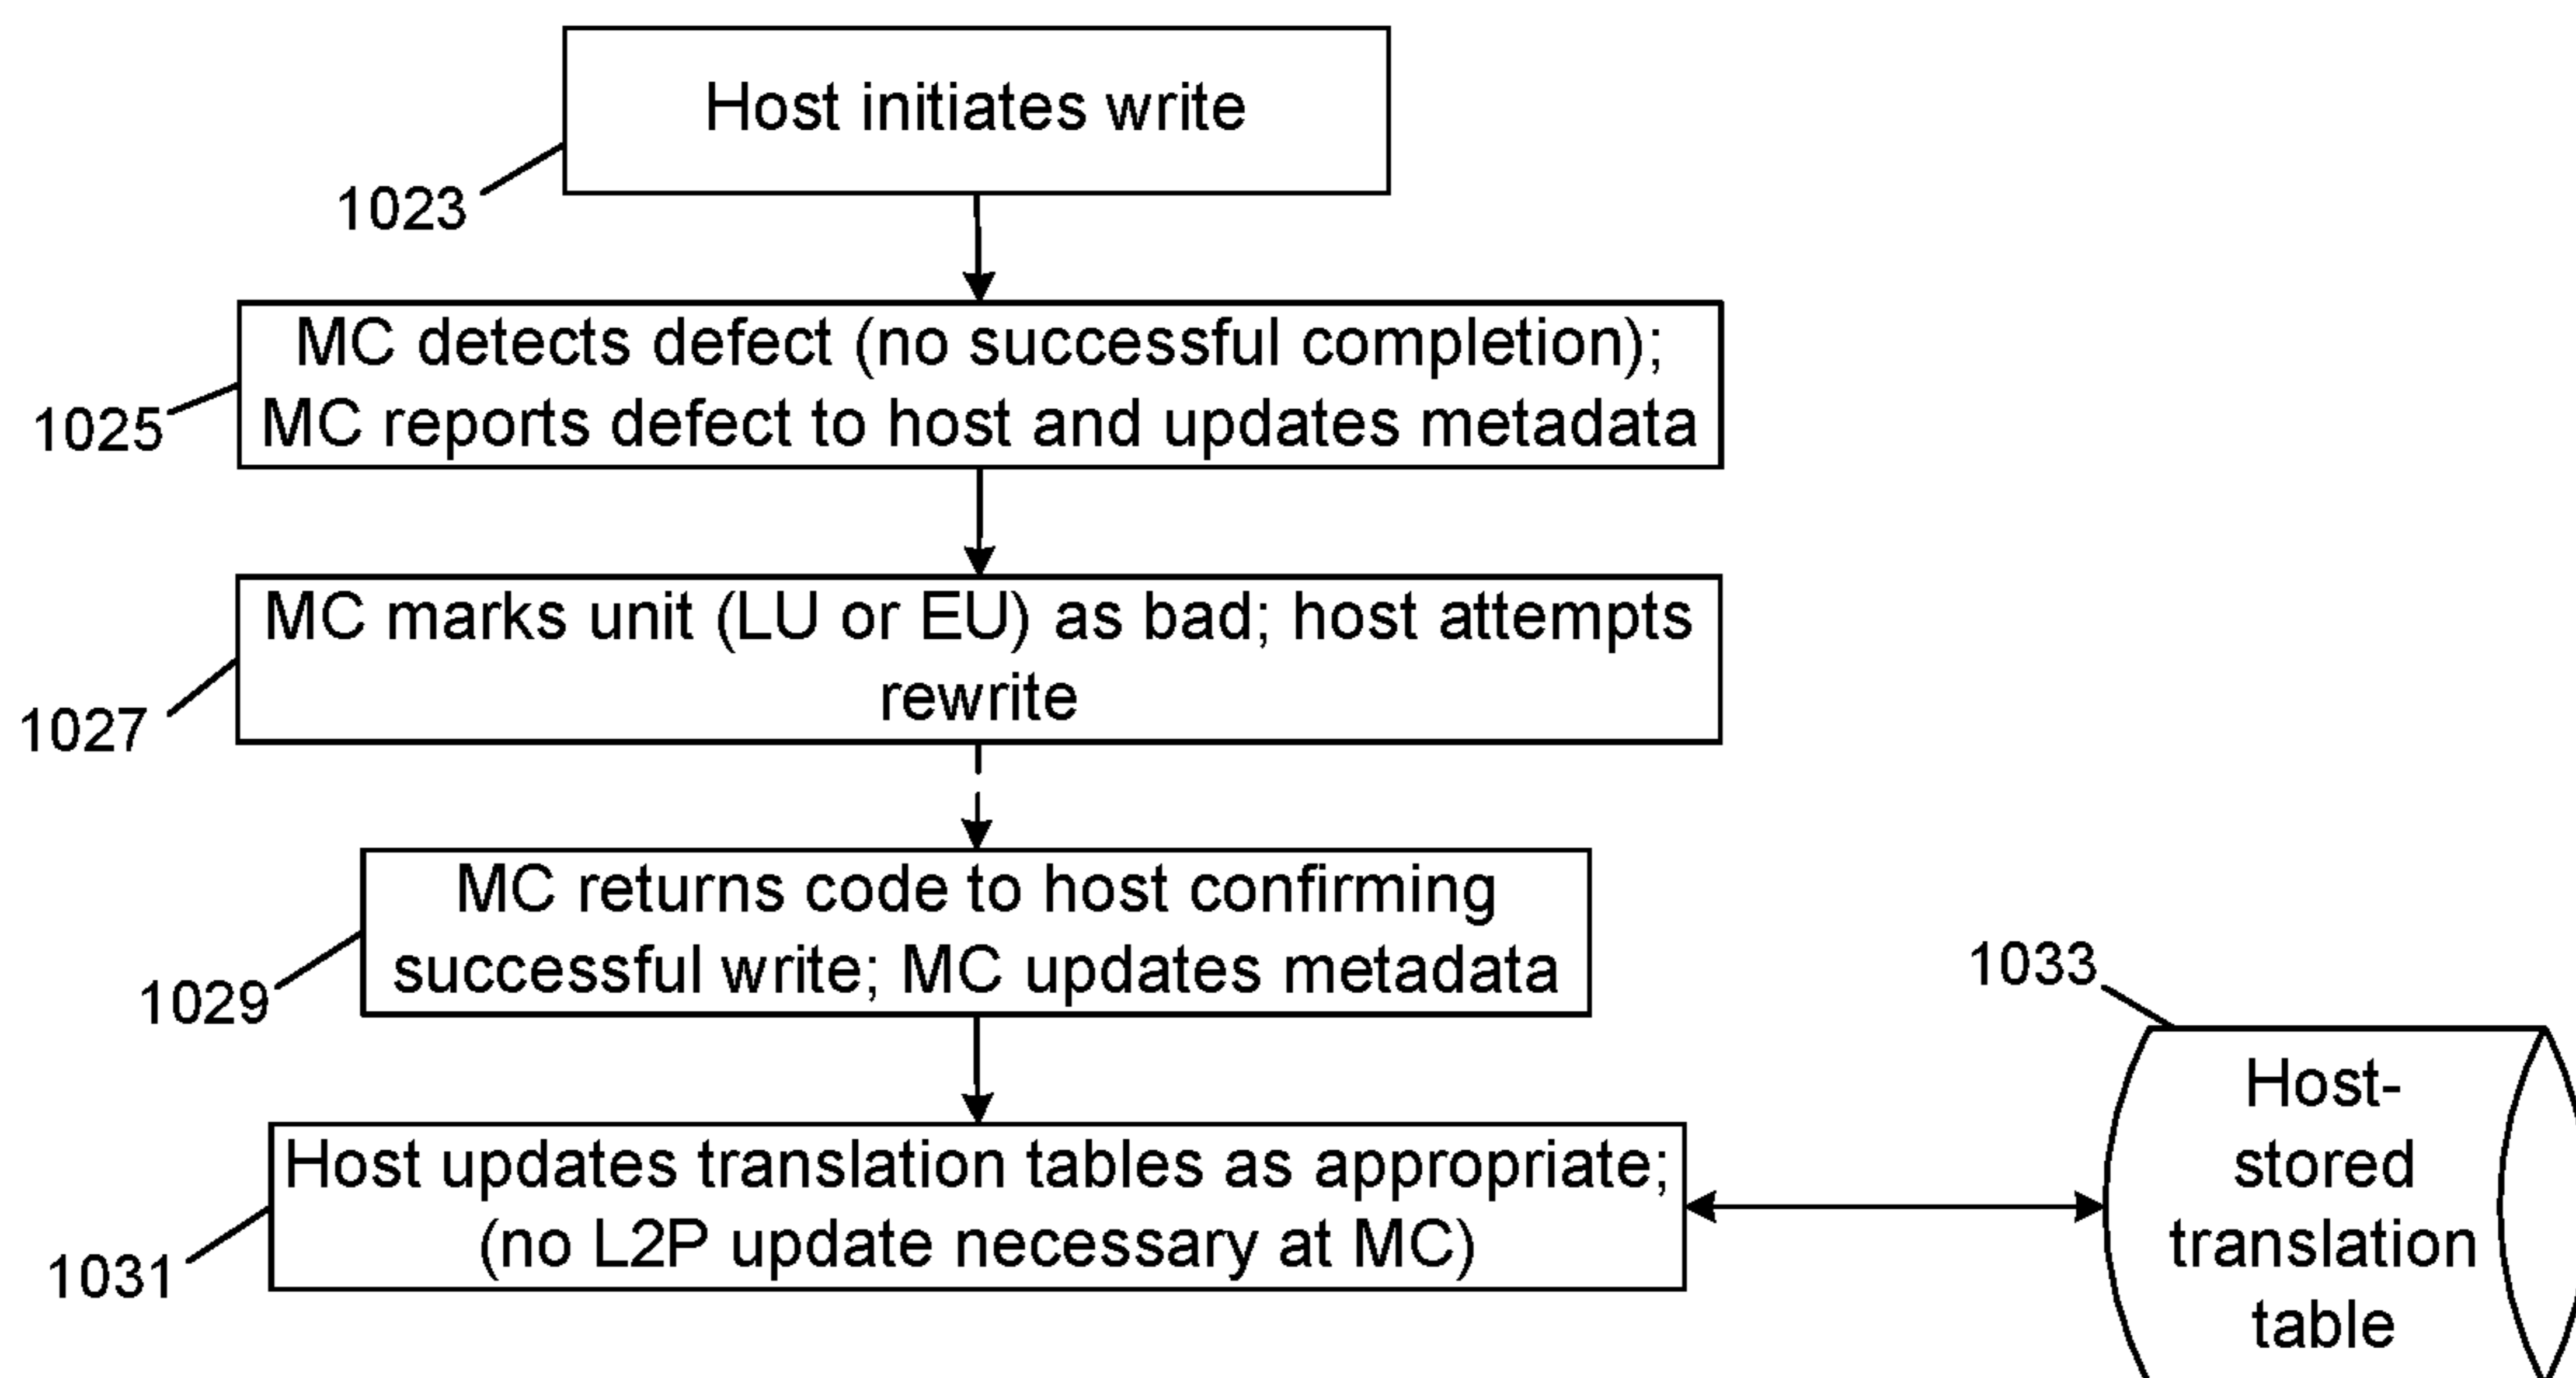 Host initiates write
1023
MC detects defect (no successful completion);
MC reports defect to host and updates metadata
1025
MC marks unit (LU or EU) as bad; host attempts
rewrite
1027
MC returns code to host confirming
successful write; MC updates metadata
1029
1033
Host updates translation tables as appropriate;
(no L2P update necessary at MC)
1031
Host-
stored
translation
table